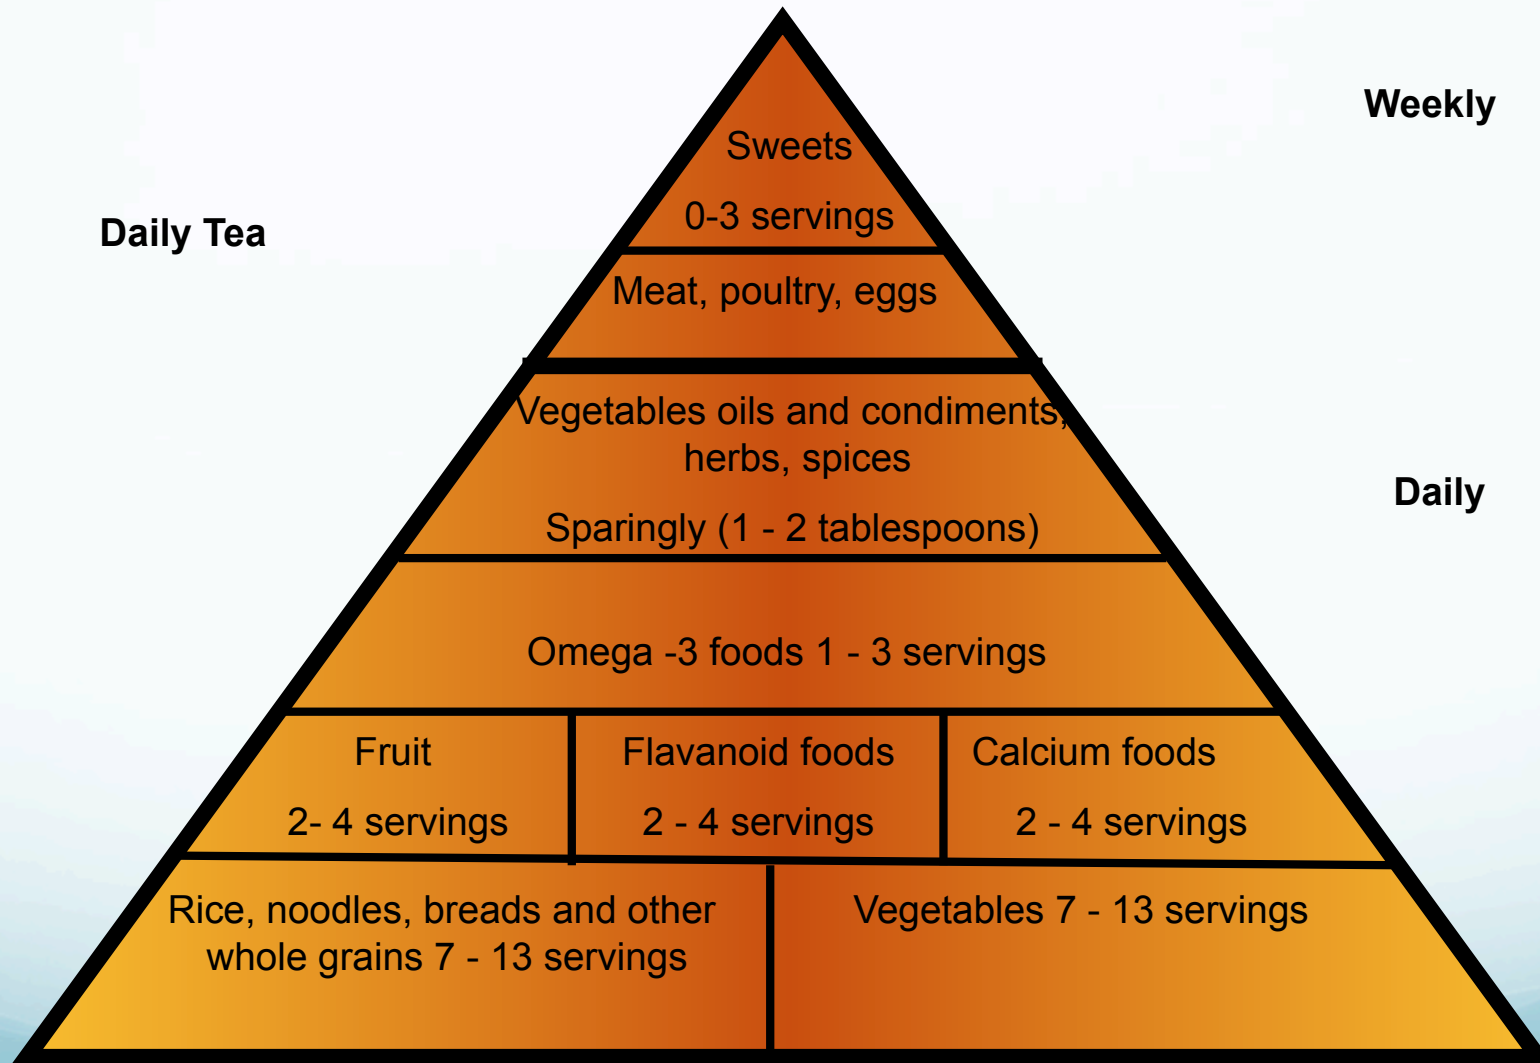 Weekly
Sweets
0-3 servings
Daily Tea
Meat, poultry, eggs
Vegetables oils and condiments,
herbs, spices
Sparingly (1 - 2 tablespoons)
Daily
Omega -3 foods 1 - 3 servings
Fruit
2- 4 servings
Flavanoid foods
2 - 4 servings
Calcium foods
2 - 4 servings
Rice, noodles, breads and other
whole grains 7 - 13 servings
Vegetables 7 - 13 servings